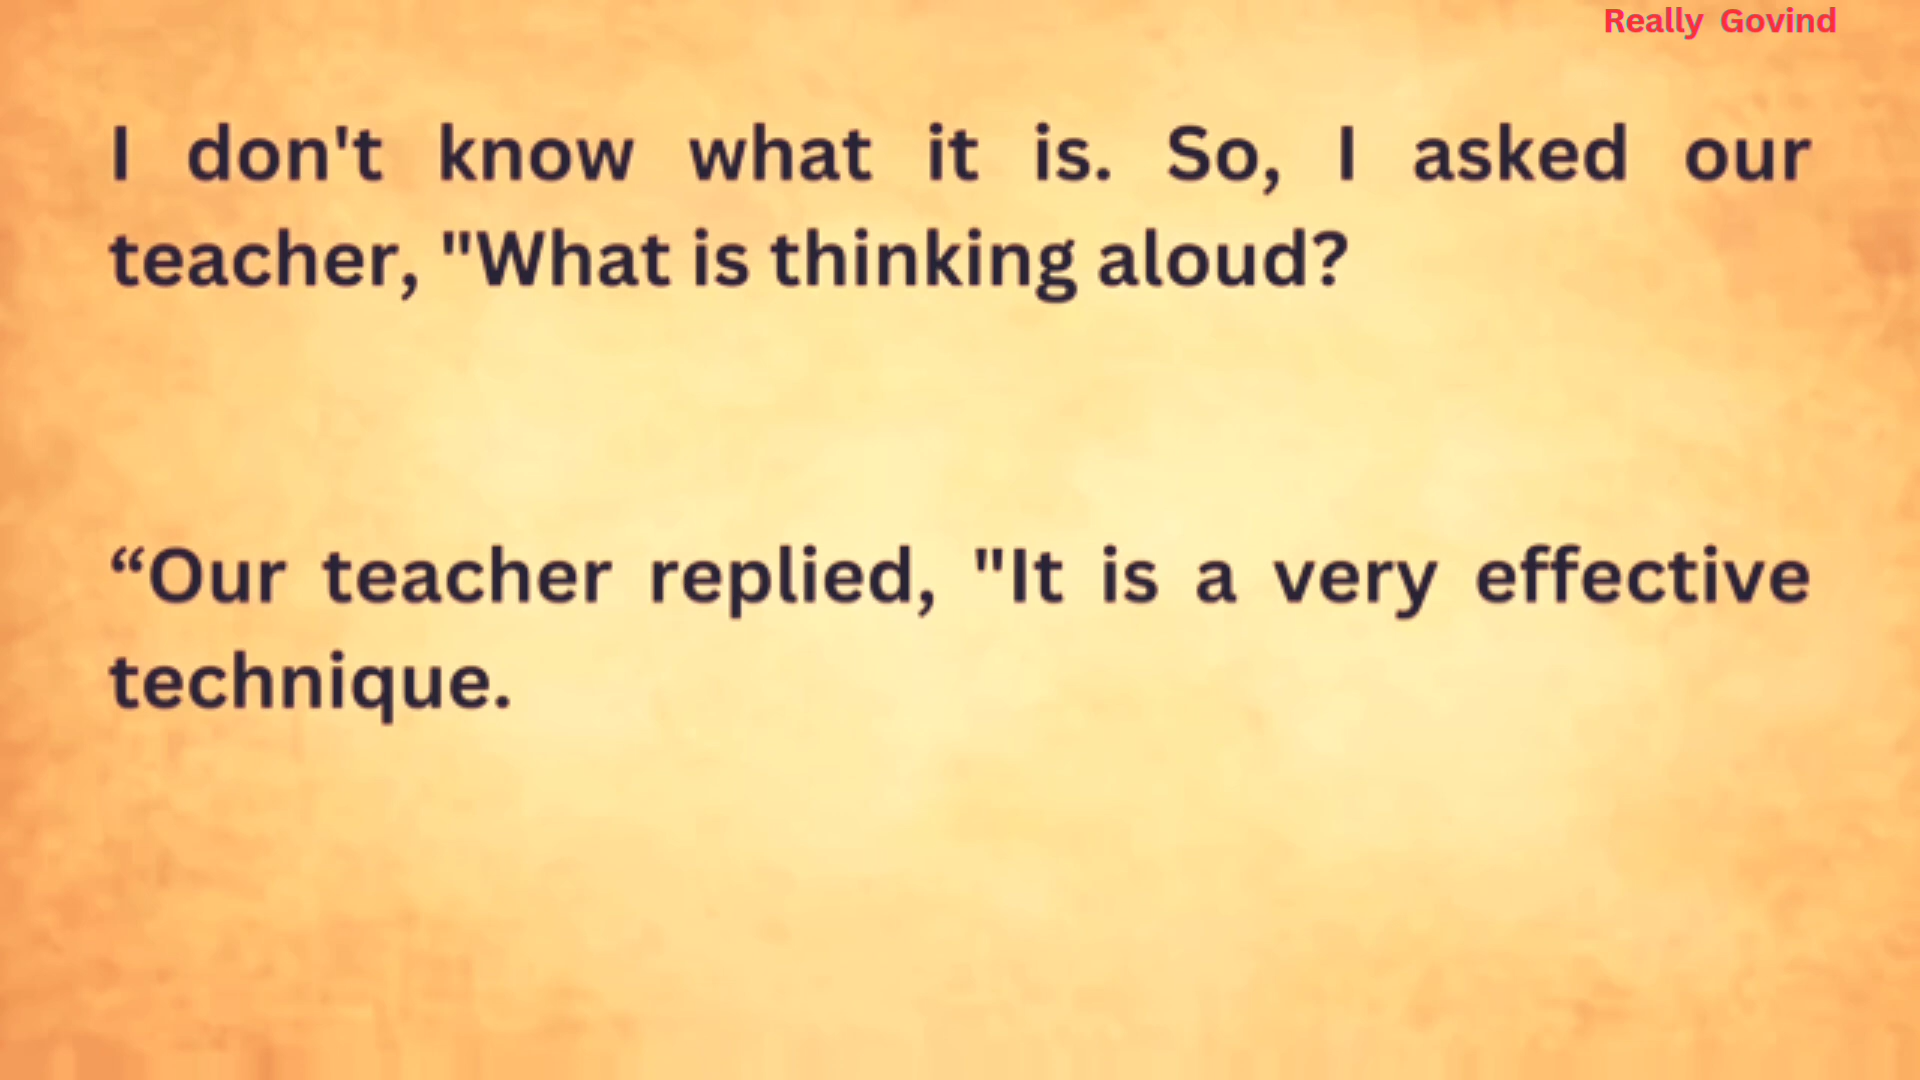 Really Govind
I don't know what it is. So, I asked our
teacher, "What is thinking aloud?
“Our teacher replied, "It is a very effective
technique.